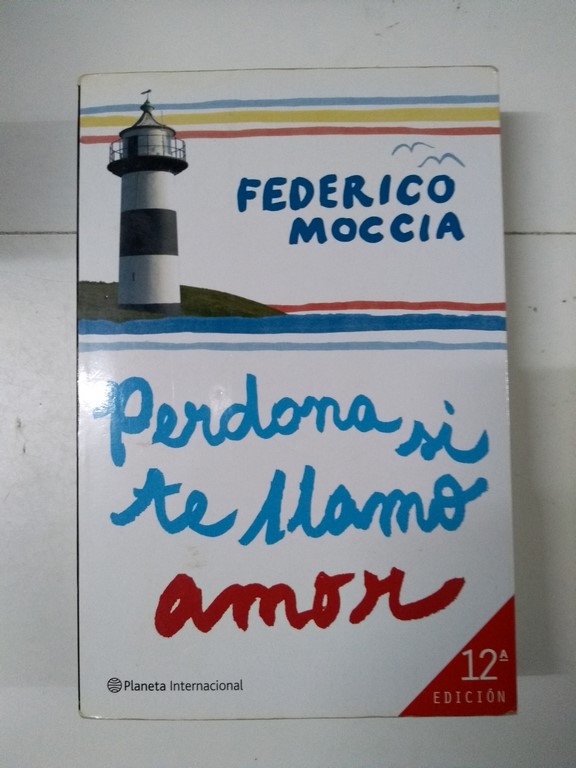 FEDERICO
MOCCIA
Perdona si
te llamo
amor
Planeta Internacional
12ª
EDICIÓN